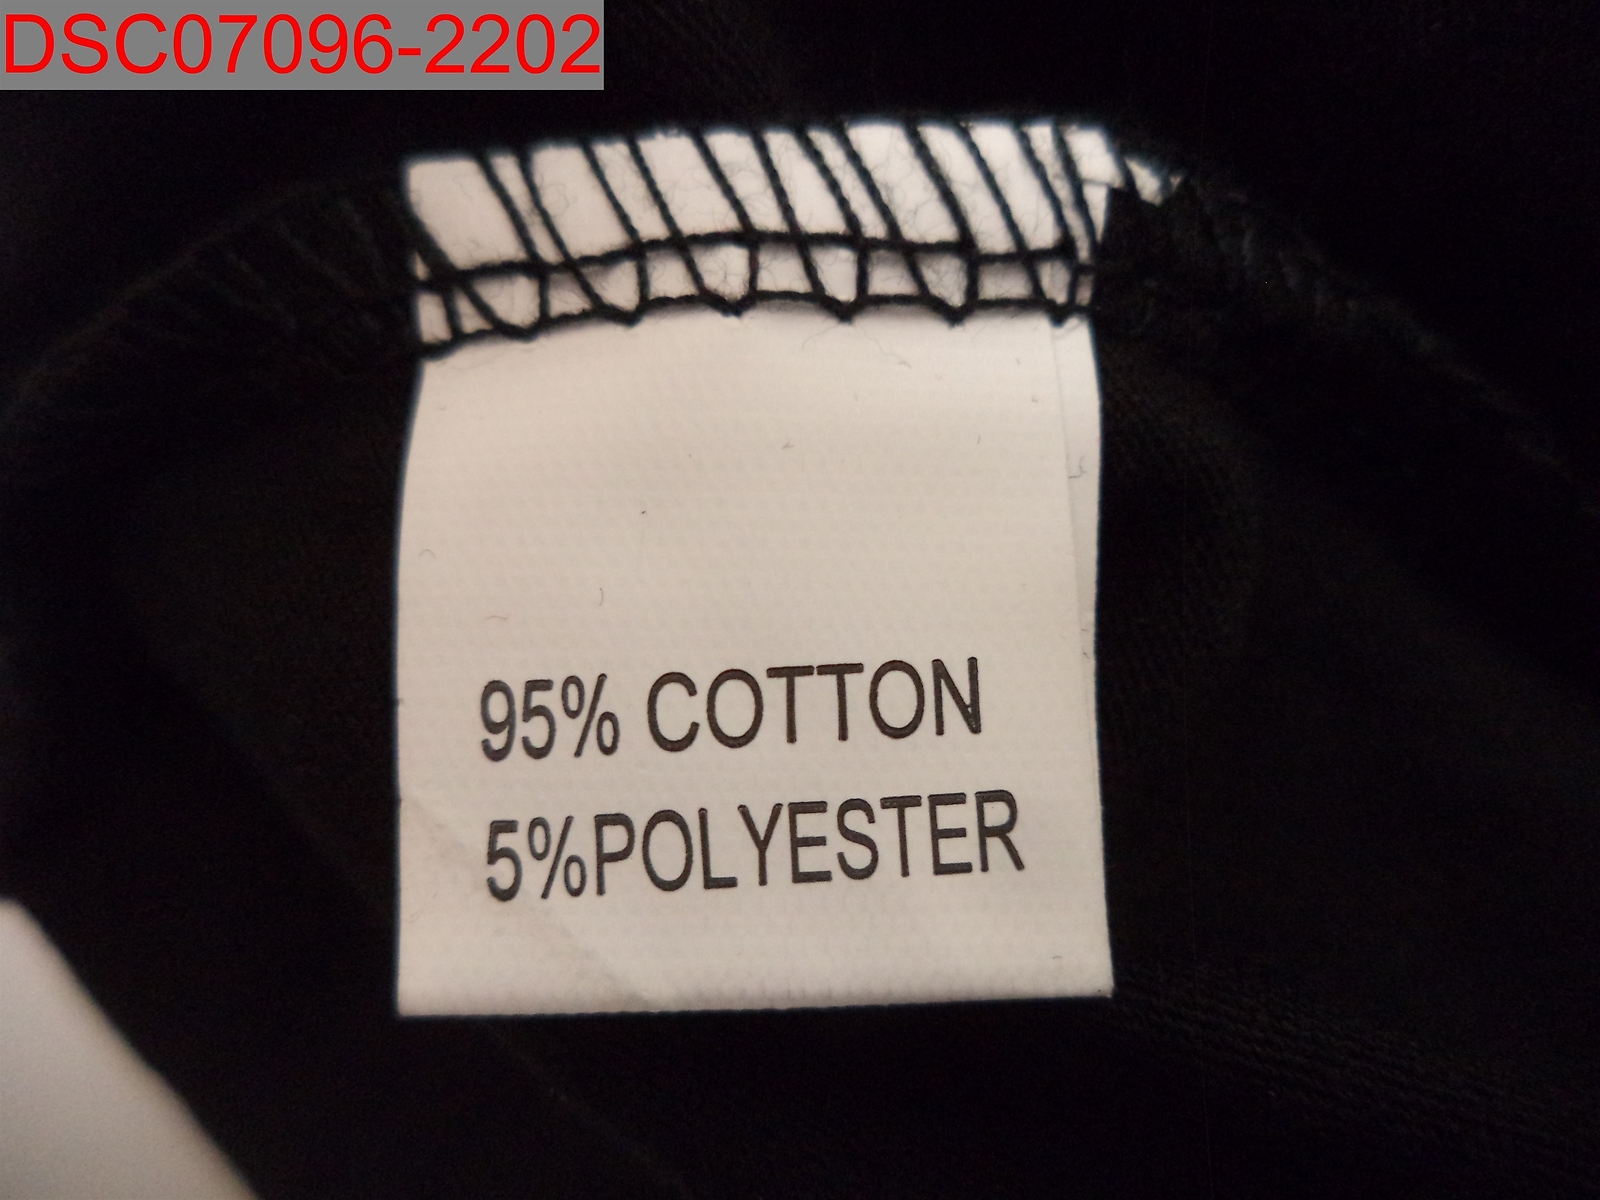 DSC07096-2202
95% COTTON
5%POLYESTER